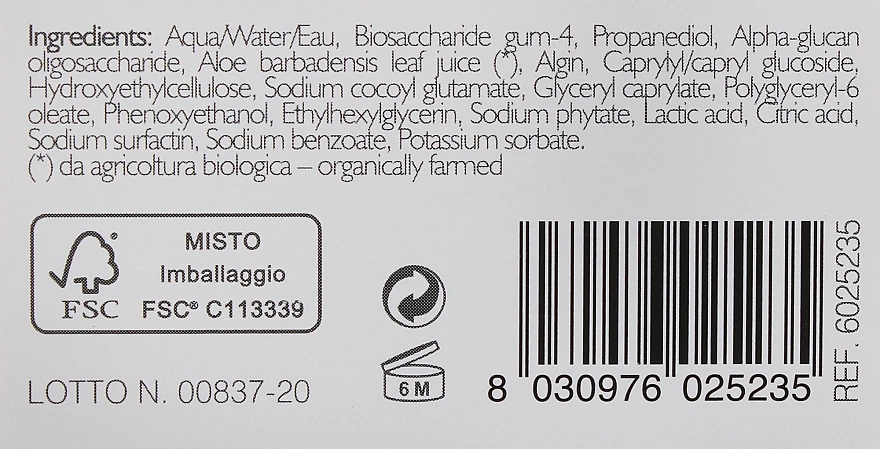 Ingredients: Aqua/Water/Eau, Biosaccharide gum-4, Propanediol, Alpha-glucan
oligosaccharide, Aloe barbadensis leaf juice (*), Algin, Caprylyl/capryl glucoside,
Hydroxyethylcellulose, Sodium cocoyl glutamate, Glyceryl caprylate, Polyglyceryl-6
oleate, Phenoxyethanol, Ethylhexylglycerin, Sodium phytate, Lactic acid, Citric acid,
Sodium surfactin, Sodium benzoate, Potassium sorbate.
(*) da agricoltura biologica – organically farmed
MISTO
Imballaggio
FSC® C113339
FSC
LOTTO N. 00837-20
6 M
8 030976 025235
REF. 6025235